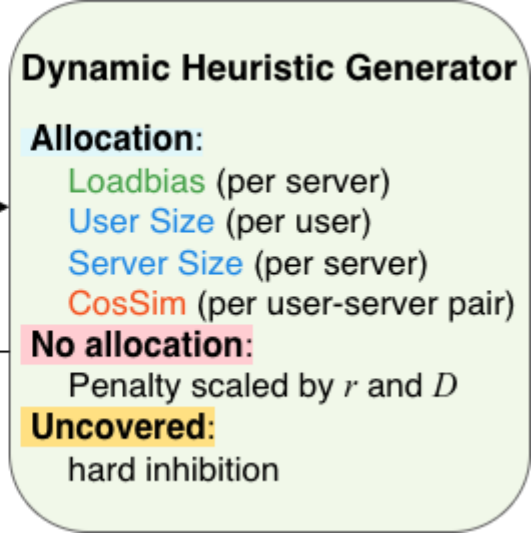 Dynamic Heuristic Generator
Allocation:
Loadbias (per server)
User Size (per user)
Server Size (per server)
CosSim (per user-server pair)
No allocation:
Penalty scaled by r and D
Uncovered:
hard inhibition